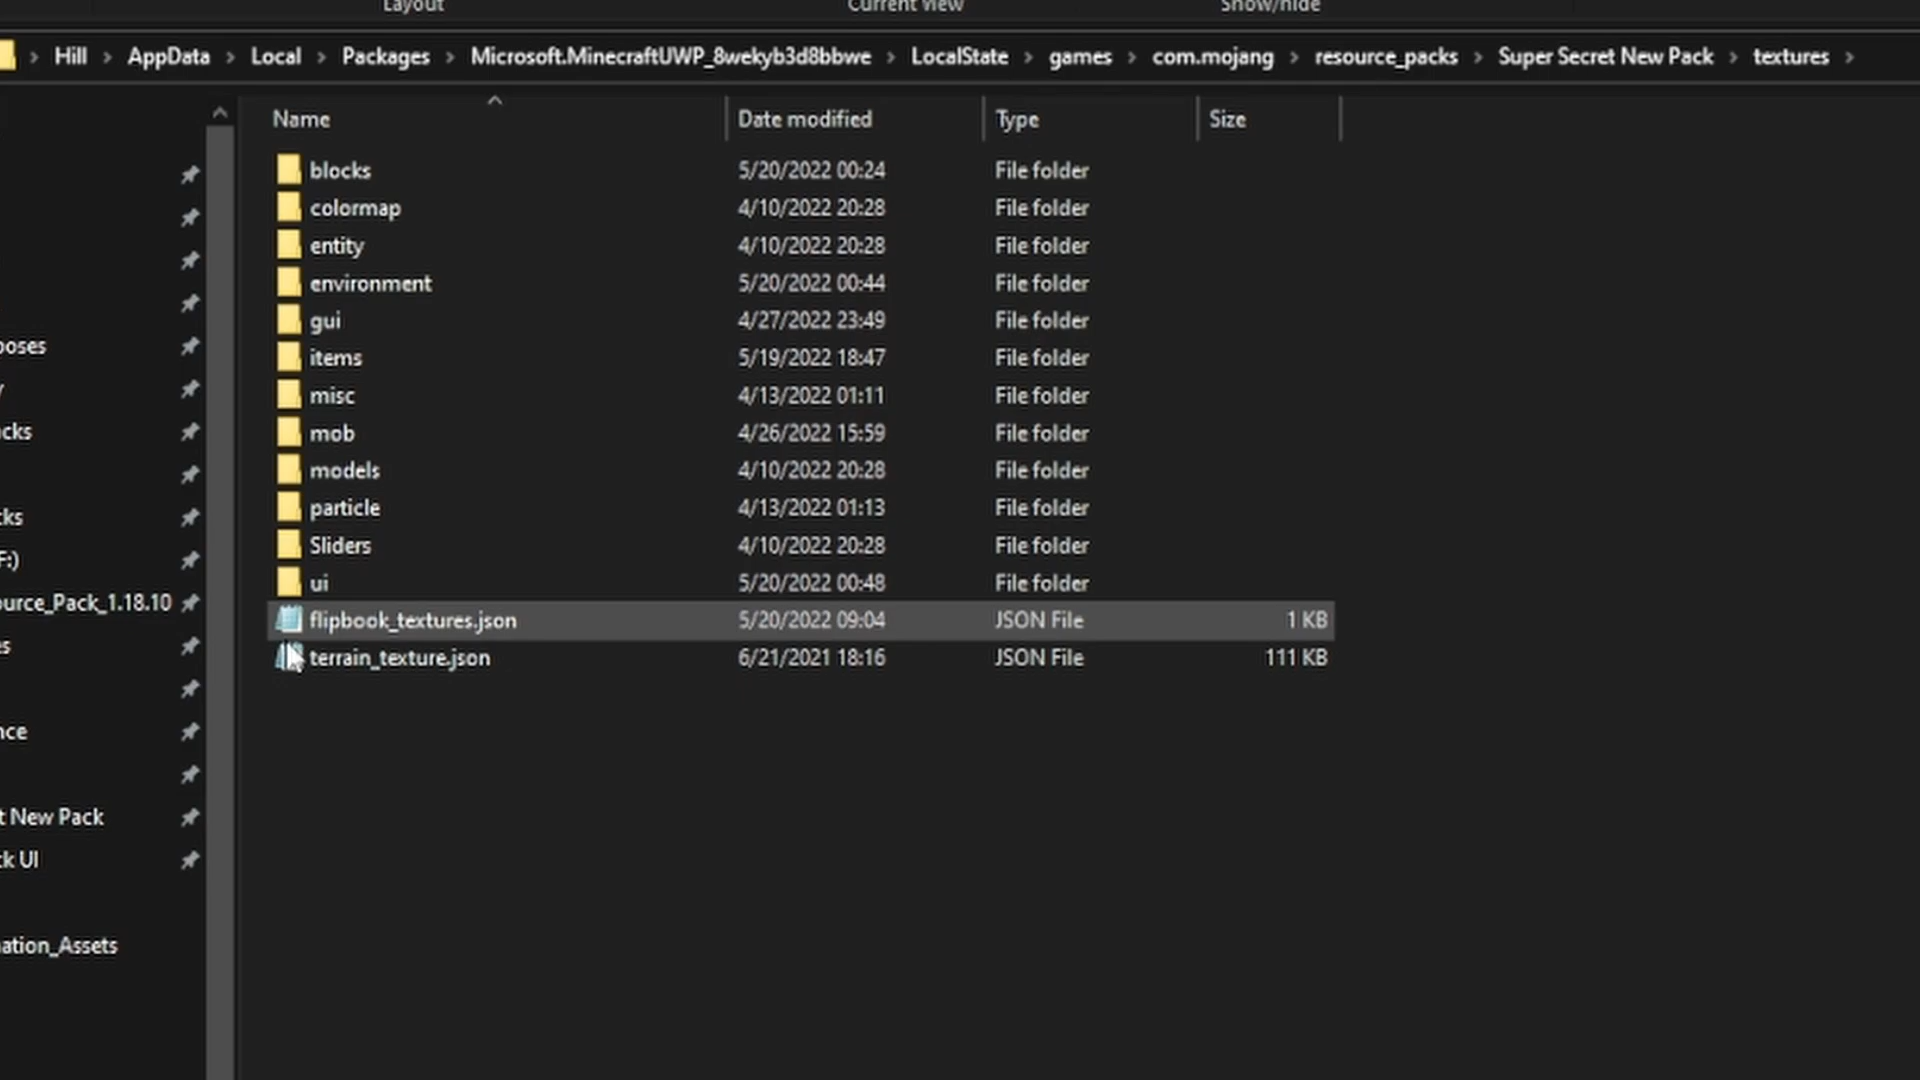 Layout Current view Show/hide
› Hill › AppData › Local › Packages › Microsoft.MinecraftUWP_8wekyb3d8bbwe › LocalState › games › com.mojang › resource_packs › Super Secret New Pack › textures ›
Name Date modified Type Size
blocks 5/20/2022 00:24 File folder
colormap 4/10/2022 20:28 File folder
entity 4/10/2022 20:28 File folder
environment 5/20/2022 00:44 File folder
gui 4/27/2022 23:49 File folder
items 5/19/2022 18:47 File folder
misc 4/13/2022 01:11 File folder
mob 4/26/2022 15:59 File folder
models 4/10/2022 20:28 File folder
particle 4/13/2022 01:13 File folder
Sliders 4/10/2022 20:28 File folder
ui 5/20/2022 00:48 File folder
flipbook_textures.json 5/20/2022 09:04 JSON File 1 KB
terrain_texture.json 6/21/2021 18:16 JSON File 111 KB
poses
r
cks
ks
F:)
ource_Pack_1.18.10
s
nce
t New Pack
ck UI
ation_Assets